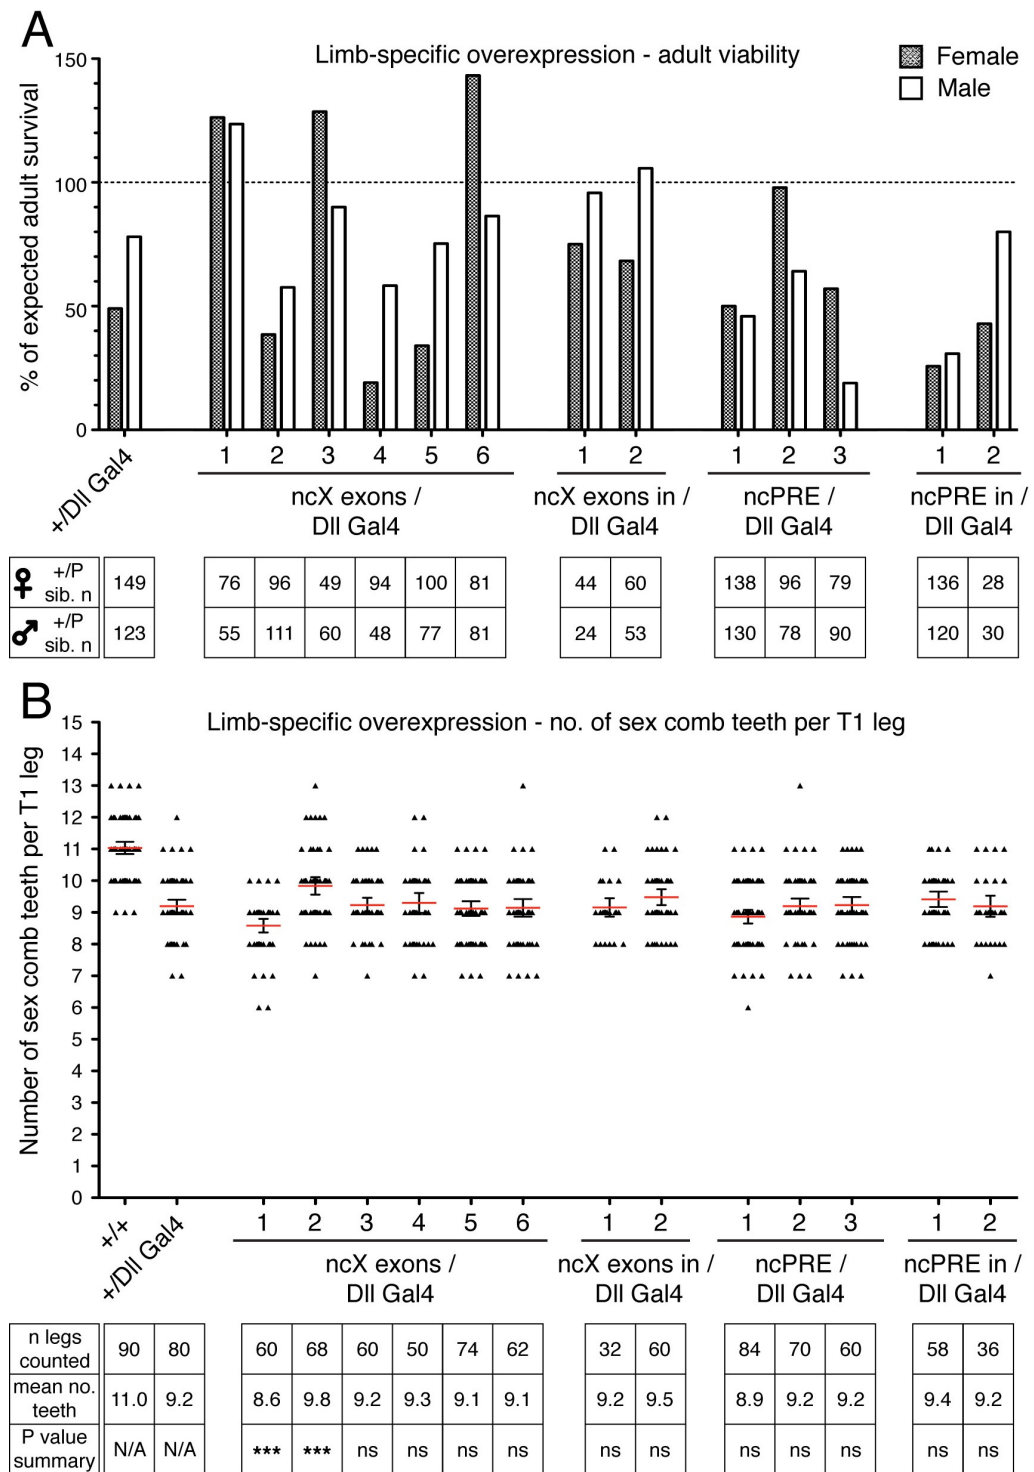 A
Limb-specific overexpression - adult viability
Female
Male
% of expected adult survival
150
100
50
0
+/Dll Gal4
1 2 3 4 5 6 1 2 1 2 3 1 2
ncX exons / ncX exons in / ncPRE / ncPRE in /
Dll Gal4 Dll Gal4 Dll Gal4 Dll Gal4
♀ +/P sib. n 149 76 96 49 94 100 81 44 60 138 96 79 136 28
♂ +/P sib. n 123 55 111 60 48 77 81 24 53 130 78 90 120 30
B
Limb-specific overexpression - no. of sex comb teeth per T1 leg
Number of sex comb teeth per T1 leg
15
14
13
12
11
10
9
8
7
6
5
4
3
2
1
0
+/+
+/Dll Gal4
1 2 3 4 5 6 1 2 1 2 3 1 2
ncX exons / ncX exons in / ncPRE / ncPRE in /
Dll Gal4 Dll Gal4 Dll Gal4 Dll Gal4
n legs counted 90 80 60 68 60 50 74 62 32 60 84 70 60 58 36
mean no. teeth 11.0 9.2 8.6 9.8 9.2 9.3 9.1 9.1 9.2 9.5 8.9 9.2 9.2 9.4 9.2
P value summary N/A N/A *** *** ns ns ns ns ns ns ns ns ns ns ns